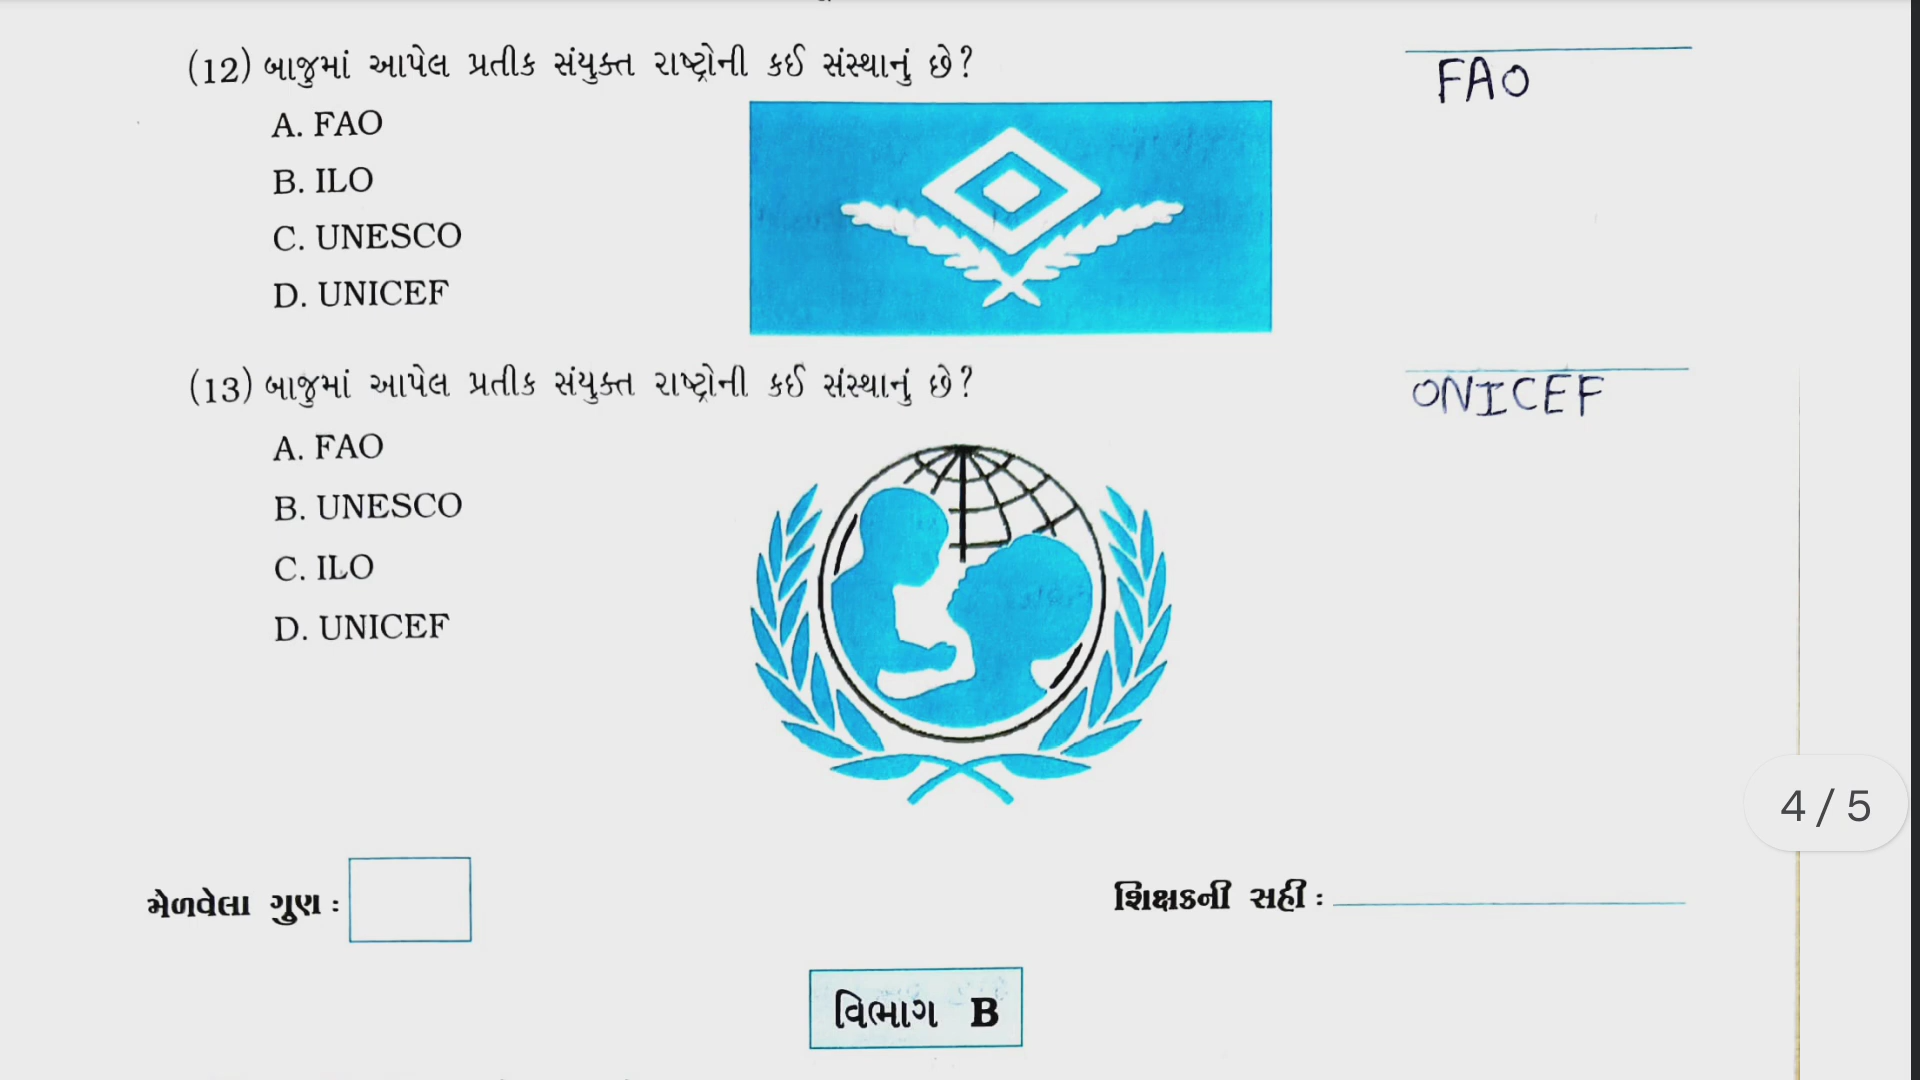 (12) બાજુમાં આપેલ પ્રતીક સંયુક્ત રાષ્ટ્રોની કઈ સંસ્થાનું છે?
FAO
A. FAO
B. ILO
C. UNESCO
D. UNICEF
(13) બાજુમાં આપેલ પ્રતીક સંયુક્ત રાષ્ટ્રોની કઈ સંસ્થાનું છે?
ONICEF
A. FAO
B. UNESCO
C. ILO
D. UNICEF
4 / 5
મેળવેલા ગુણ :
શિક્ષકની સહી :
વિભાગ B